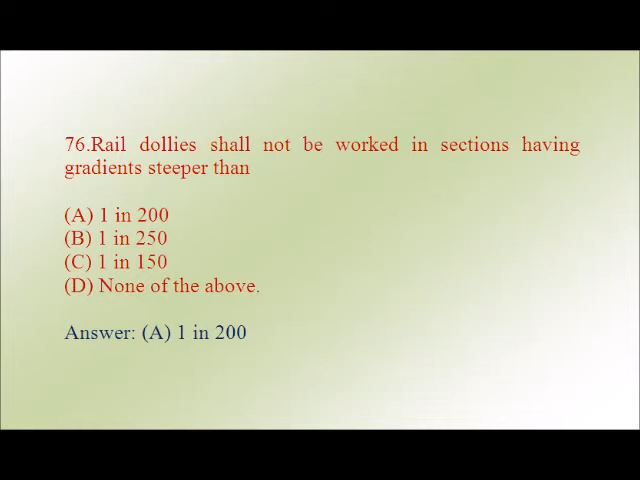 76.Rail dollies shall not be worked in sections having
gradients steeper than
(A) 1 in 200
(B) 1 in 250
(C) 1 in 150
(D) None of the above.
Answer: (A) 1 in 200